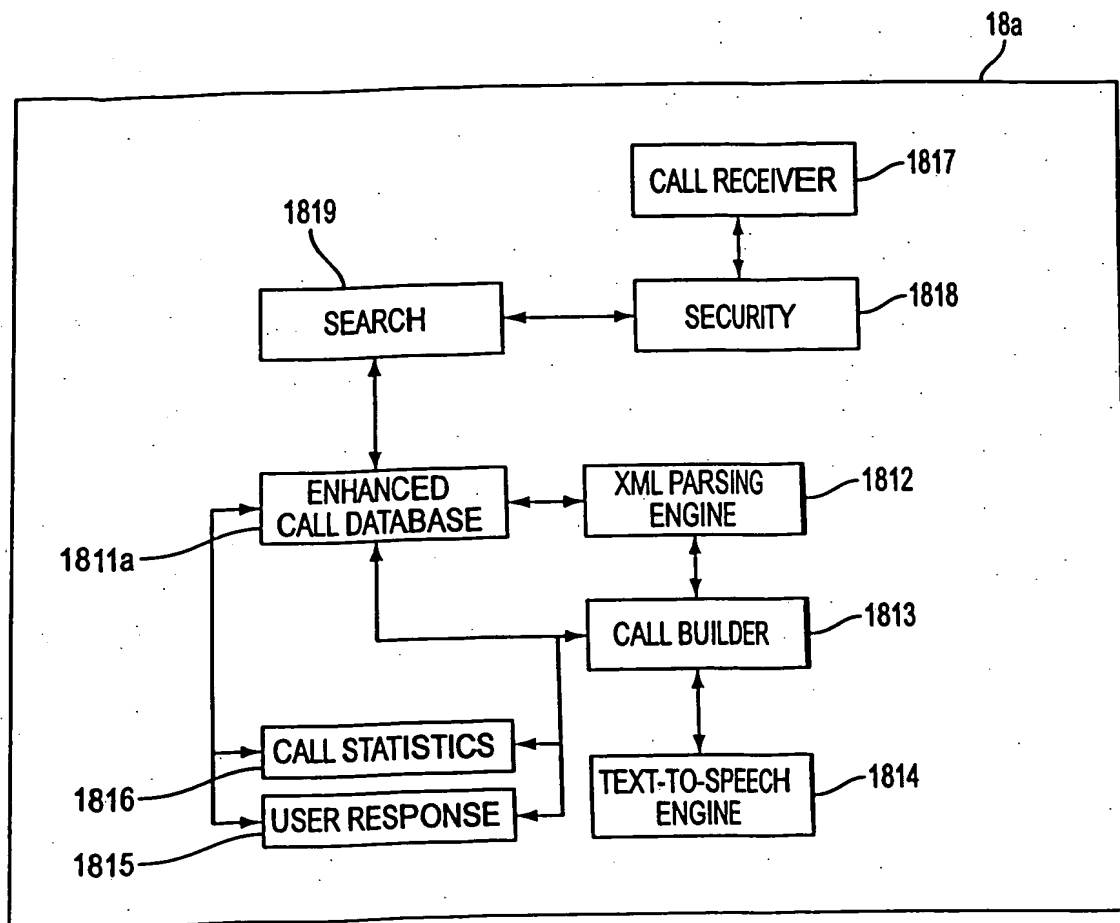 18a
CALL RECEIVER
1817
1819
SEARCH
SECURITY
1818
ENHANCED
CALL DATABASE
1811a
XML PARSING
ENGINE
1812
CALL BUILDER
1813
CALL STATISTICS
1816
USER RESPONSE
1815
TEXT-TO-SPEECH
ENGINE
1814